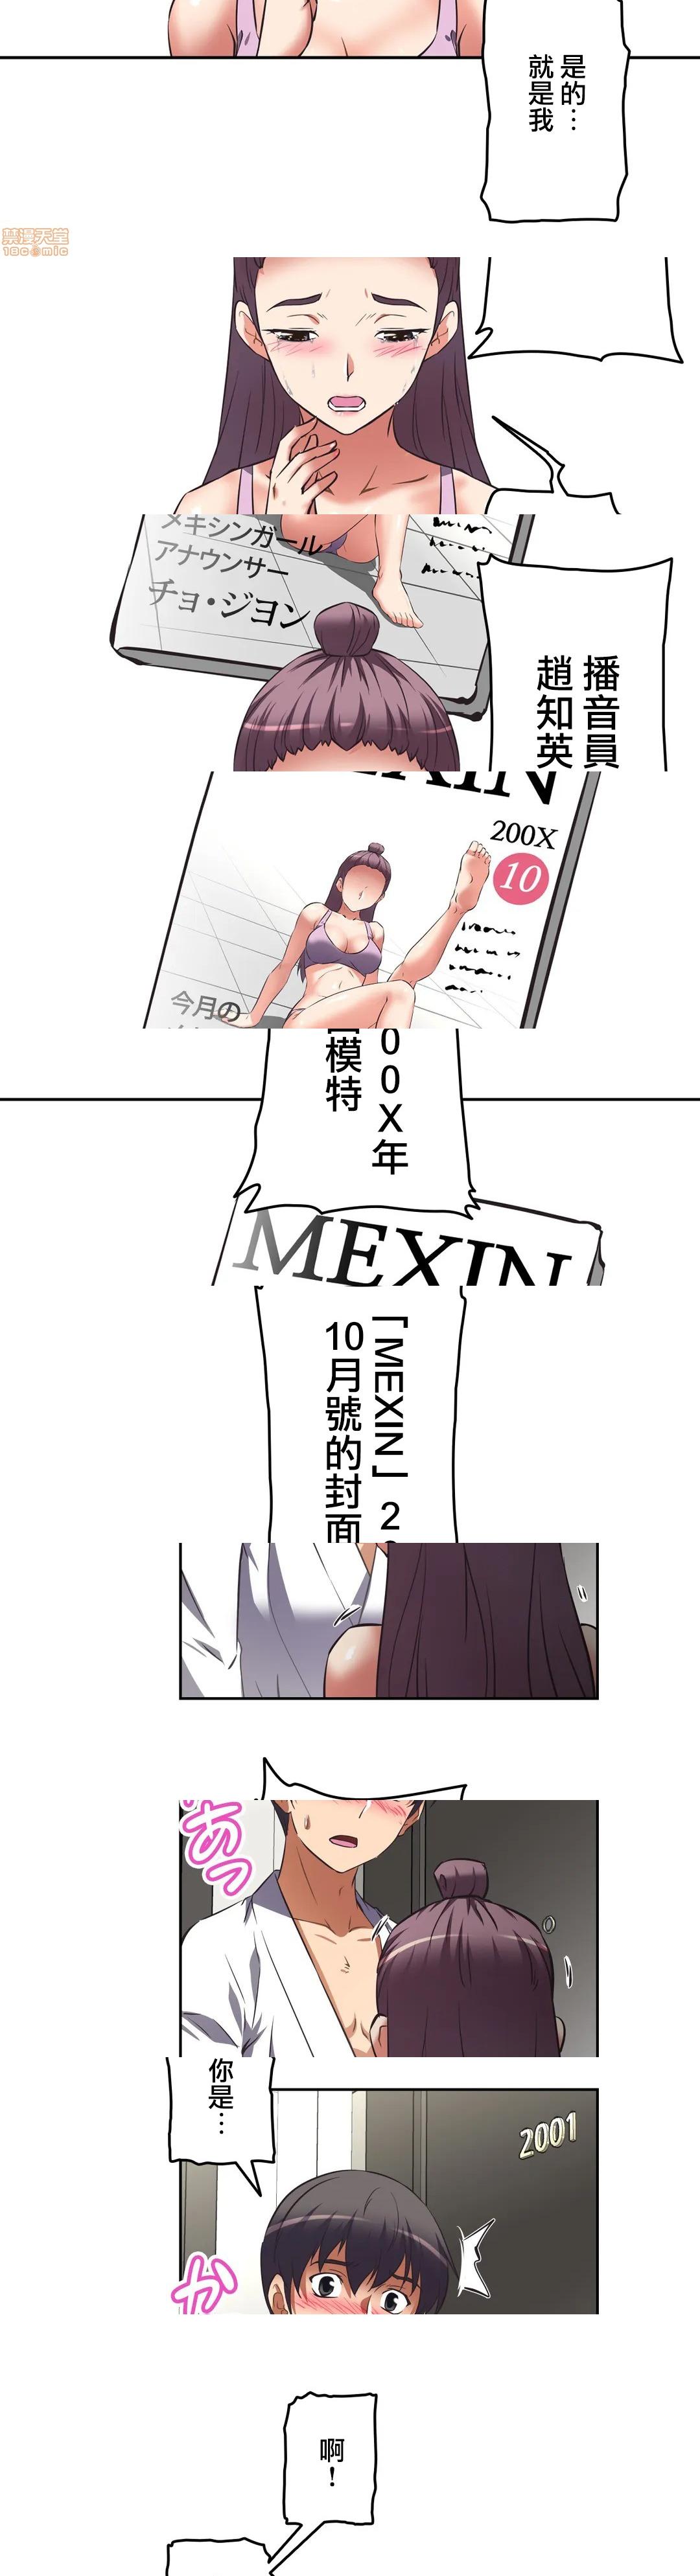 是的…
就是我
禁漫天堂
18comic
メキシンガール
アナウンサー
チョ・ジヨン
播音員
趙知英
MEXIN
200X
10
今月の
00X年
模特
MEXIN
「MEXIN」2
10月號的封面
あっ
你是…
2001
か
啊!